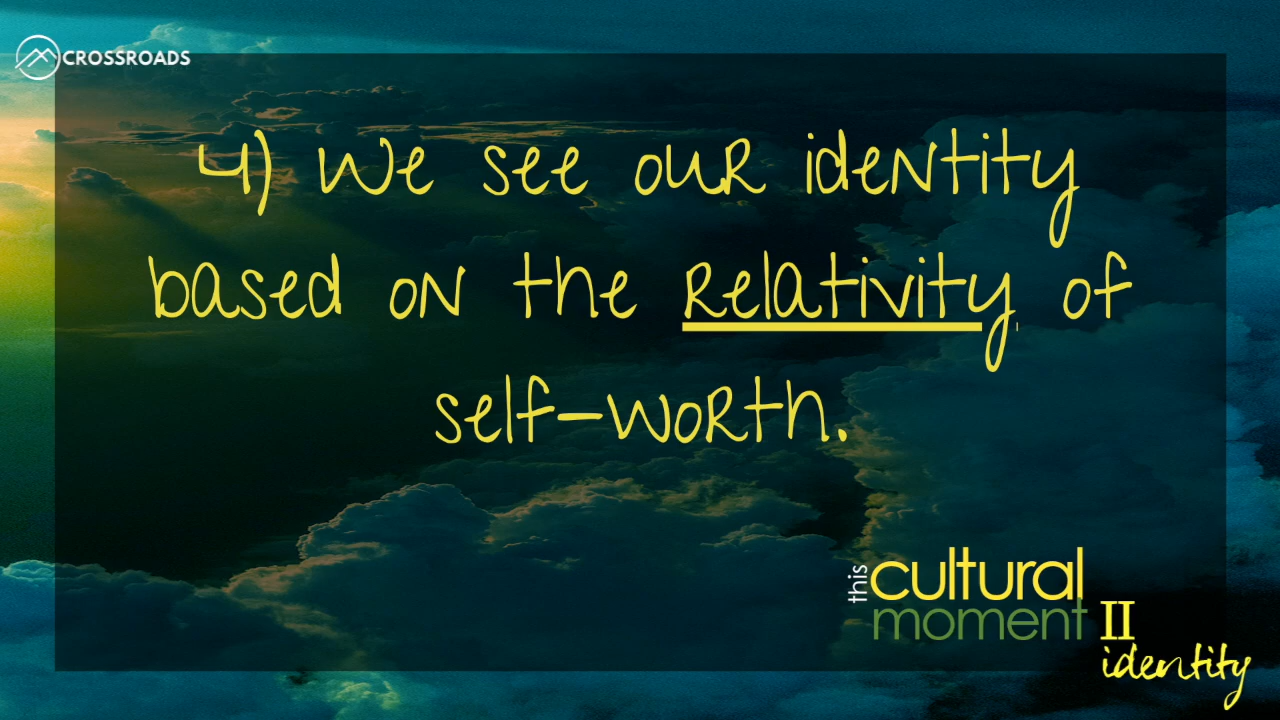 CROSSROADS
4) We see our identity
based on the relativity of
self-worth.
this cultural
moment II
identity